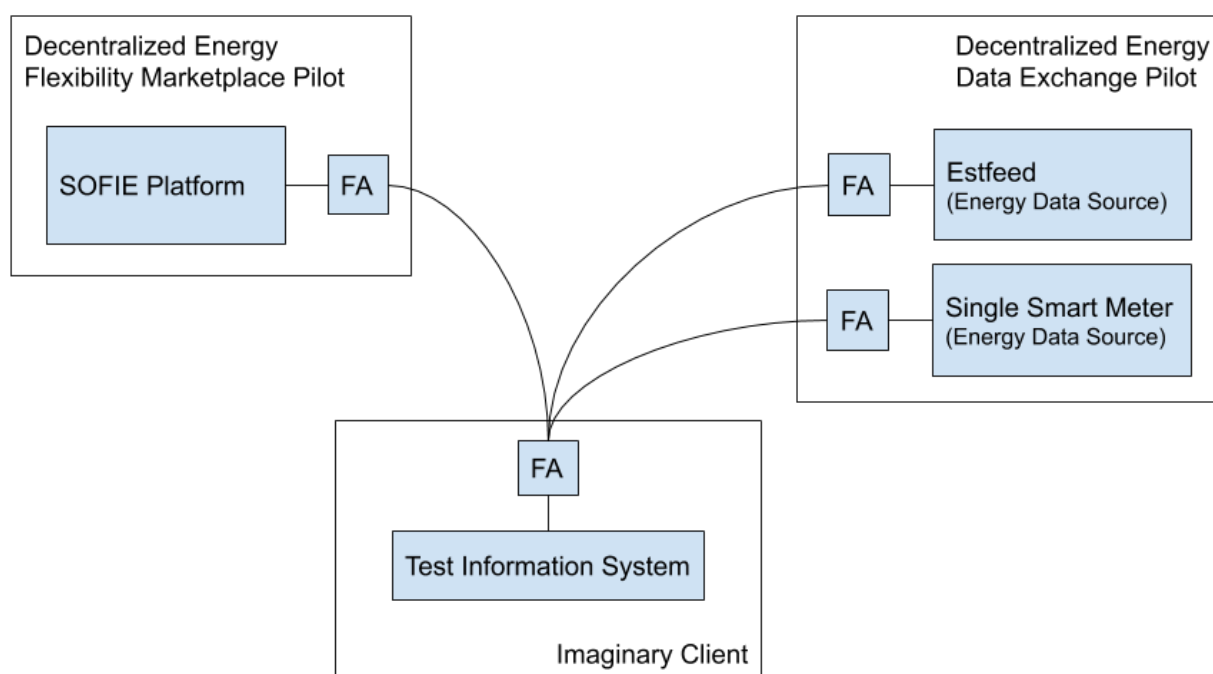 Decentralized Energy
Flexibility Marketplace Pilot
SOFIE Platform
FA
Decentralized Energy
Data Exchange Pilot
FA
Estfeed
(Energy Data Source)
FA
Single Smart Meter
(Energy Data Source)
FA
Test Information System
Imaginary Client